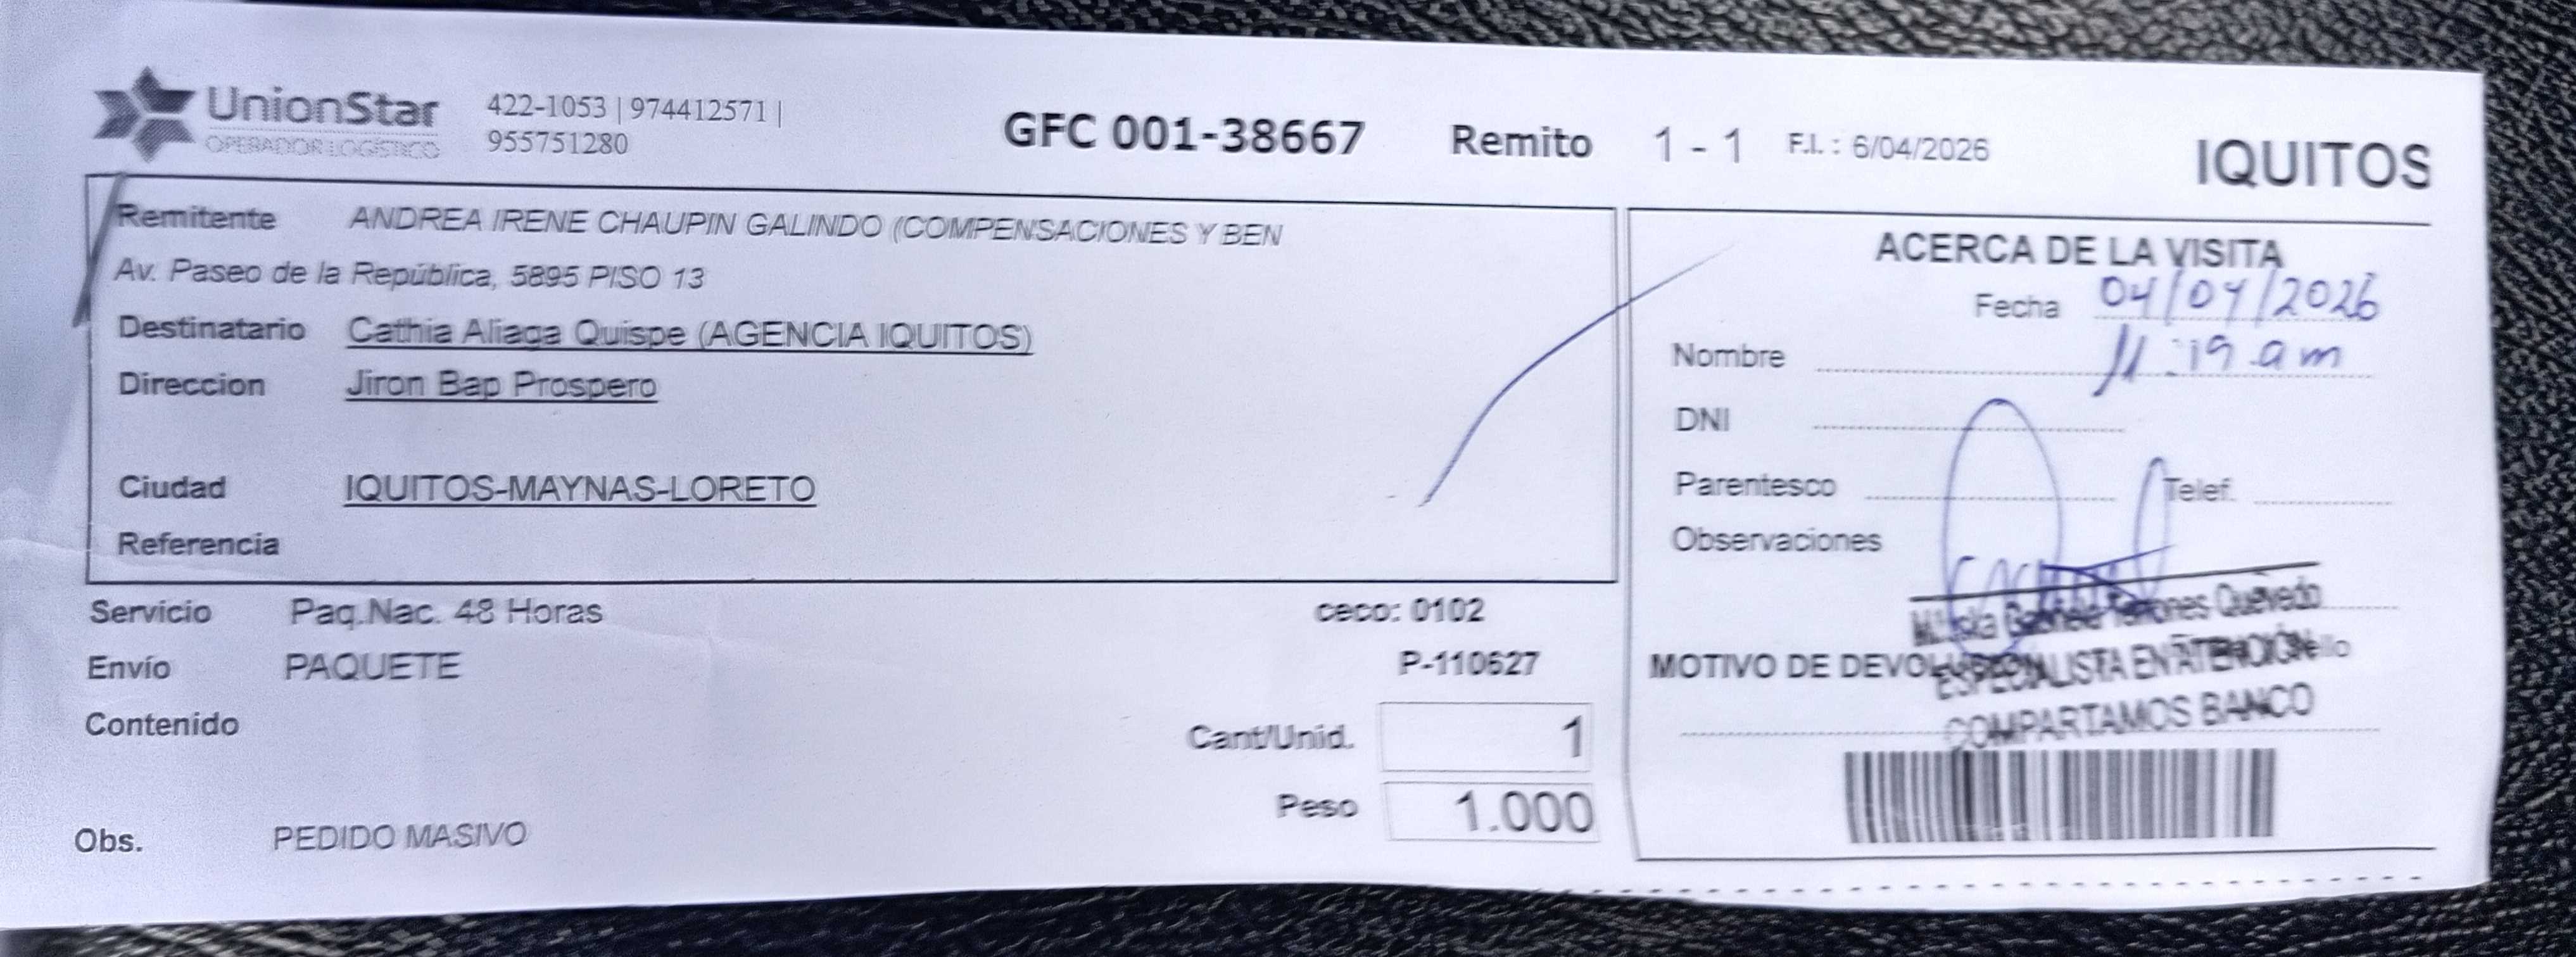 UnionStar
OPERADOR LOGÍSTICO
422-1053 | 974412571 |
955751280
GFC 001-38667 Remito 1 - 1 F.I. : 6/04/2026
IQUITOS
Remitente ANDREA IRENE CHAUPIN GALINDO (COMPENSACIONES Y BEN
Av. Paseo de la República, 5895 PISO 13
Destinatario Cathia Aliaga Quispe (AGENCIA IQUITOS)
Direccion Jiron Bap Prospero
Ciudad IQUITOS-MAYNAS-LORETO
Referencia
Servicio Paq.Nac. 48 Horas ceco: 0102
Envío PAQUETE P-110627
Contenido
Cant/Unid. 1
Peso 1.000
Obs. PEDIDO MASIVO
ACERCA DE LA VISITA
Fecha 04/04/2026
Nombre 11:19 am
DNI
Parentesco Telef.
Observaciones
Quevedo
MOTIVO DE
ESPECIALISTA EN ATENCIÓN
COMPARTAMOS BANCO